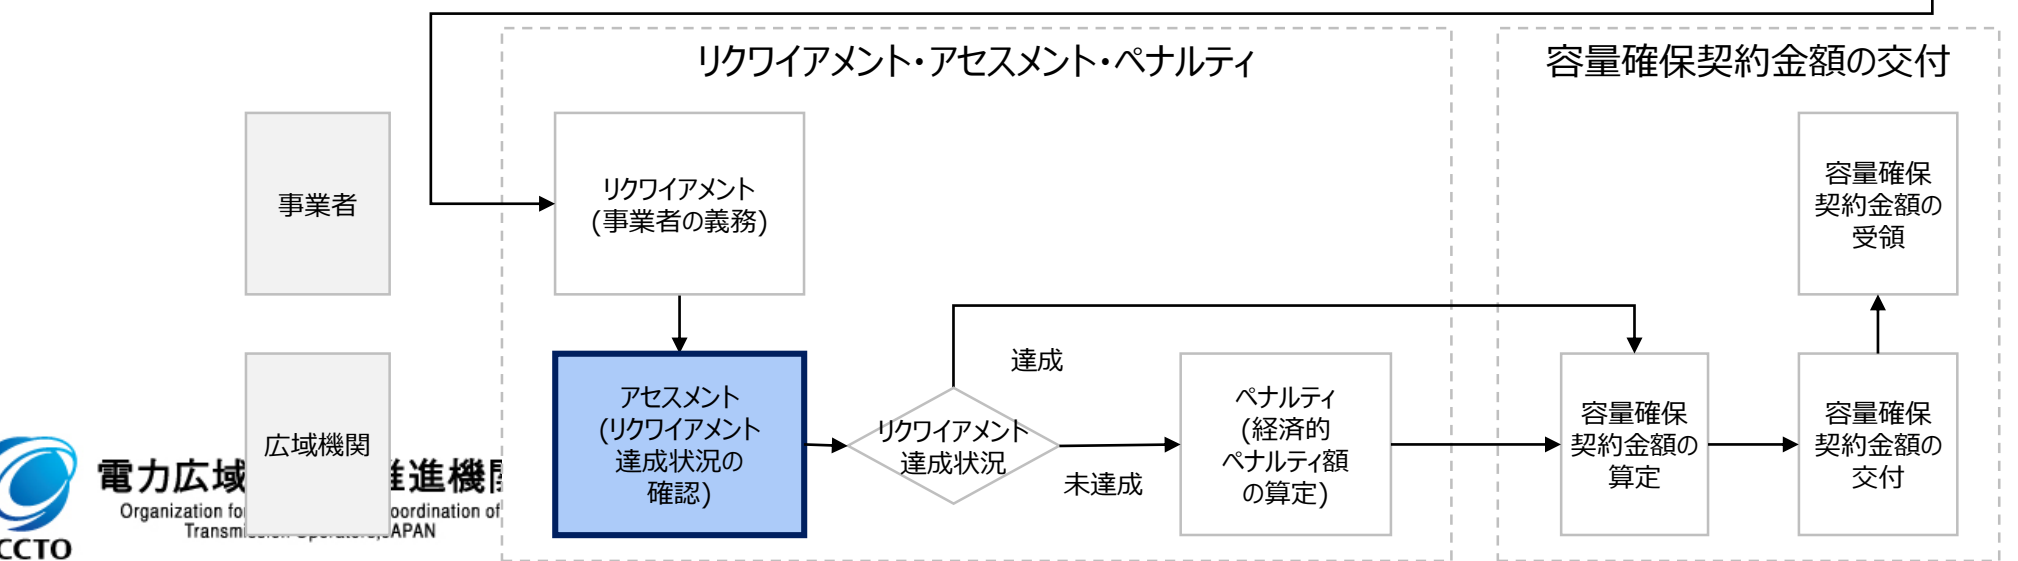 リクワイアメント・アセスメント・ペナルティ
容量確保契約金額の交付
事業者
リクワイアメント
(事業者の義務)
容量確保
契約金額の
受領
広域機関
アセスメント
(リクワイアメント
達成状況の
確認)
リクワイアメント
達成状況
達成
未達成
ペナルティ
(経済的
ペナルティ額
の算定)
容量確保
契約金額の
算定
容量確保
契約金額の
交付
電力広域
推進機
Organization for
oordination of
Transmi
APAN
CCTO